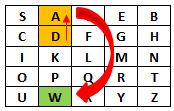 S A E B
C D F G H
I K L M N
O P Q R T
U W X Y Z